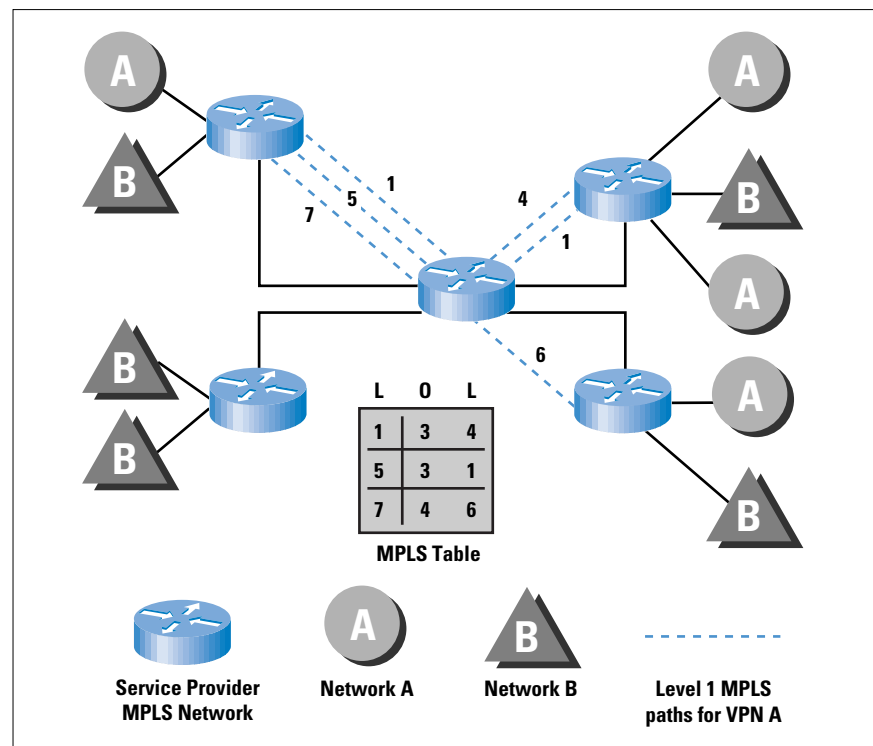 A
A
B
1
5
7
4
1
B
A
6
B
B
A
B
L O L
1 3 4
5 3 1
7 4 6
MPLS Table
A
B
Service Provider
MPLS Network
Network A
Network B
Level 1 MPLS
paths for VPN A